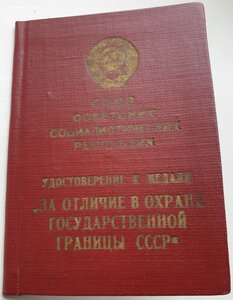 СОЮЗ
СОВЕТСКИХ
СОЦИАЛИСТИЧЕСКИХ
РЕСПУБЛИК
УДОСТОВЕРЕНИЕ К МЕДАЛИ
„ЗА ОТЛИЧИЕ В ОХРАНЕ
ГОСУДАРСТВЕННОЙ
ГРАНИЦЫ СССР“